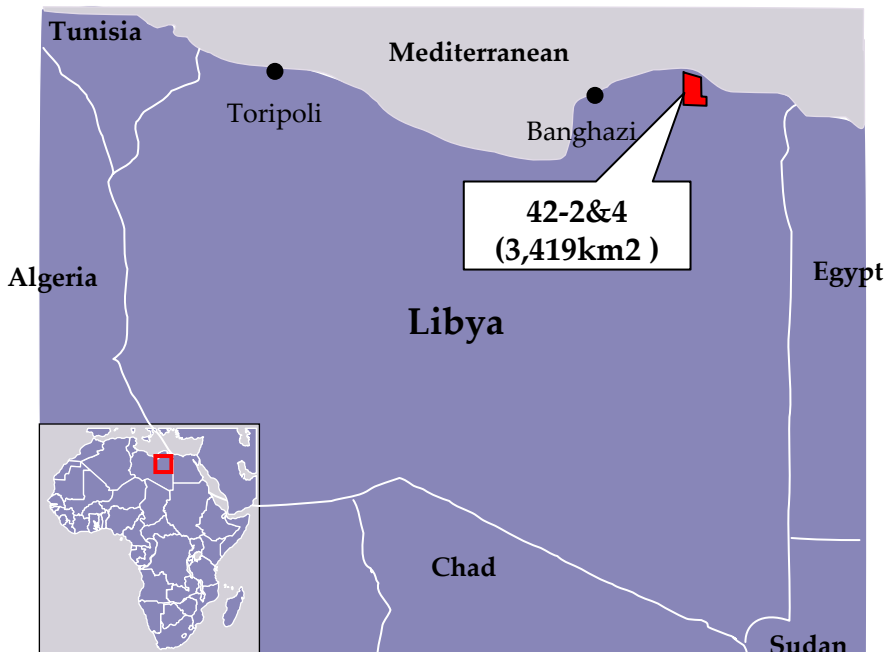 Tunisia
Mediterranean
Toripoli
Banghazi
42-2&4
(3,419km2 )
Algeria
Egypt
Libya
Chad
Sudan